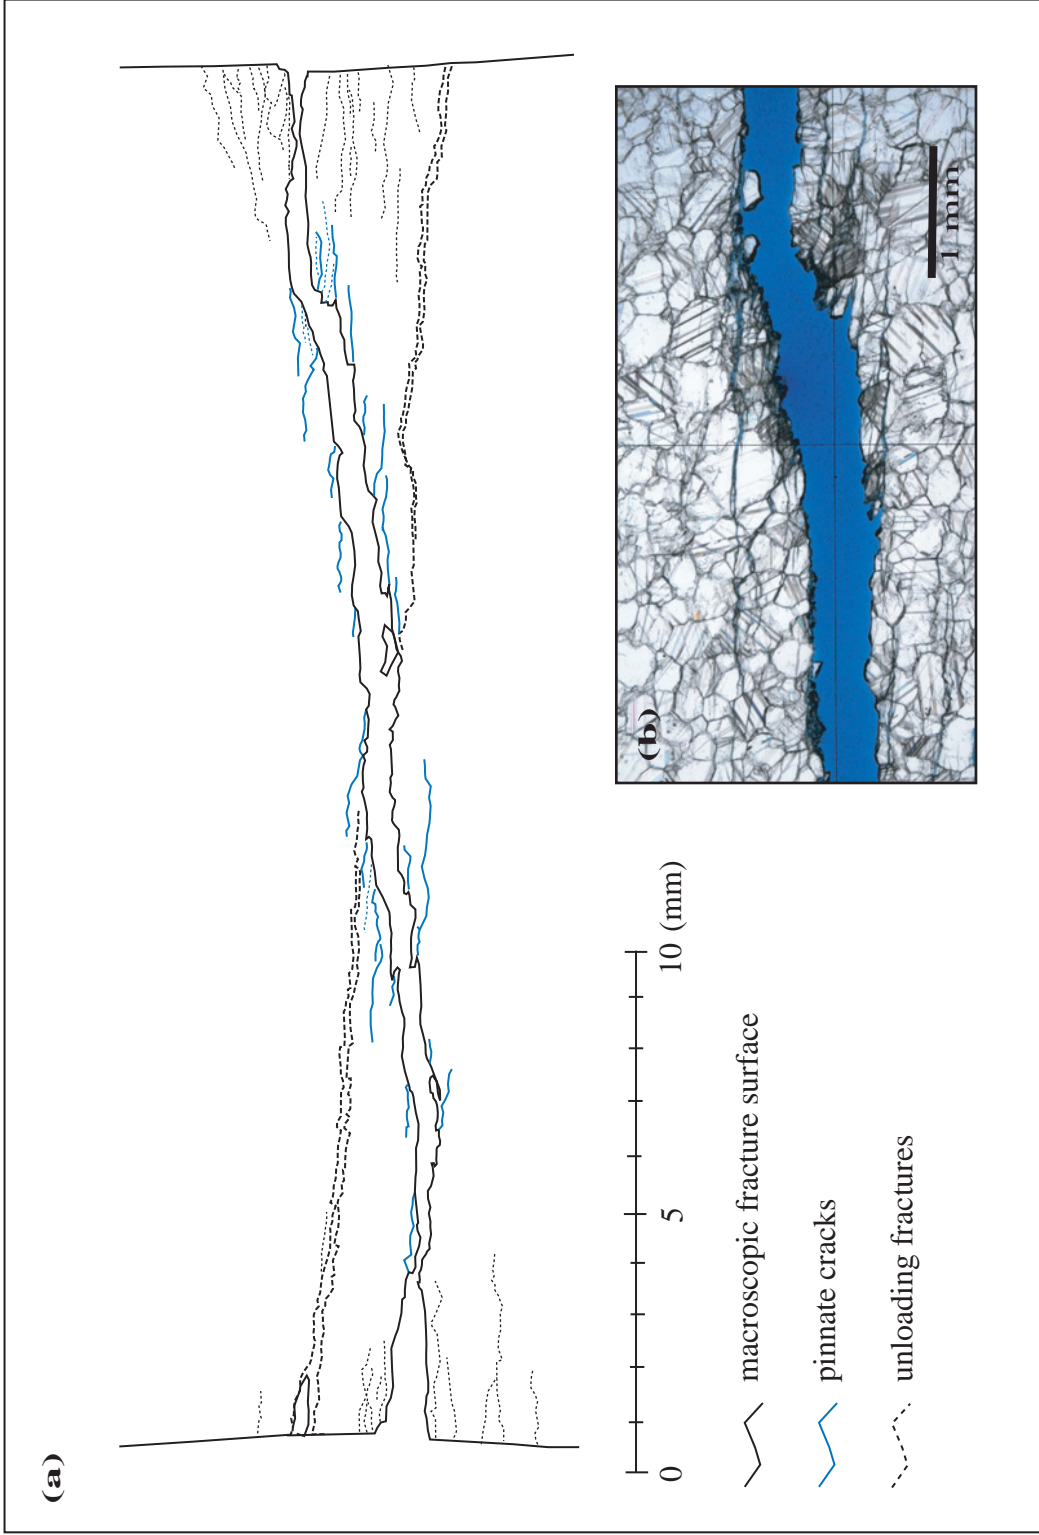 (a)
(b)
1 mm
0 5 10 (mm)
macroscopic fracture surface
pinnate cracks
unloading fractures